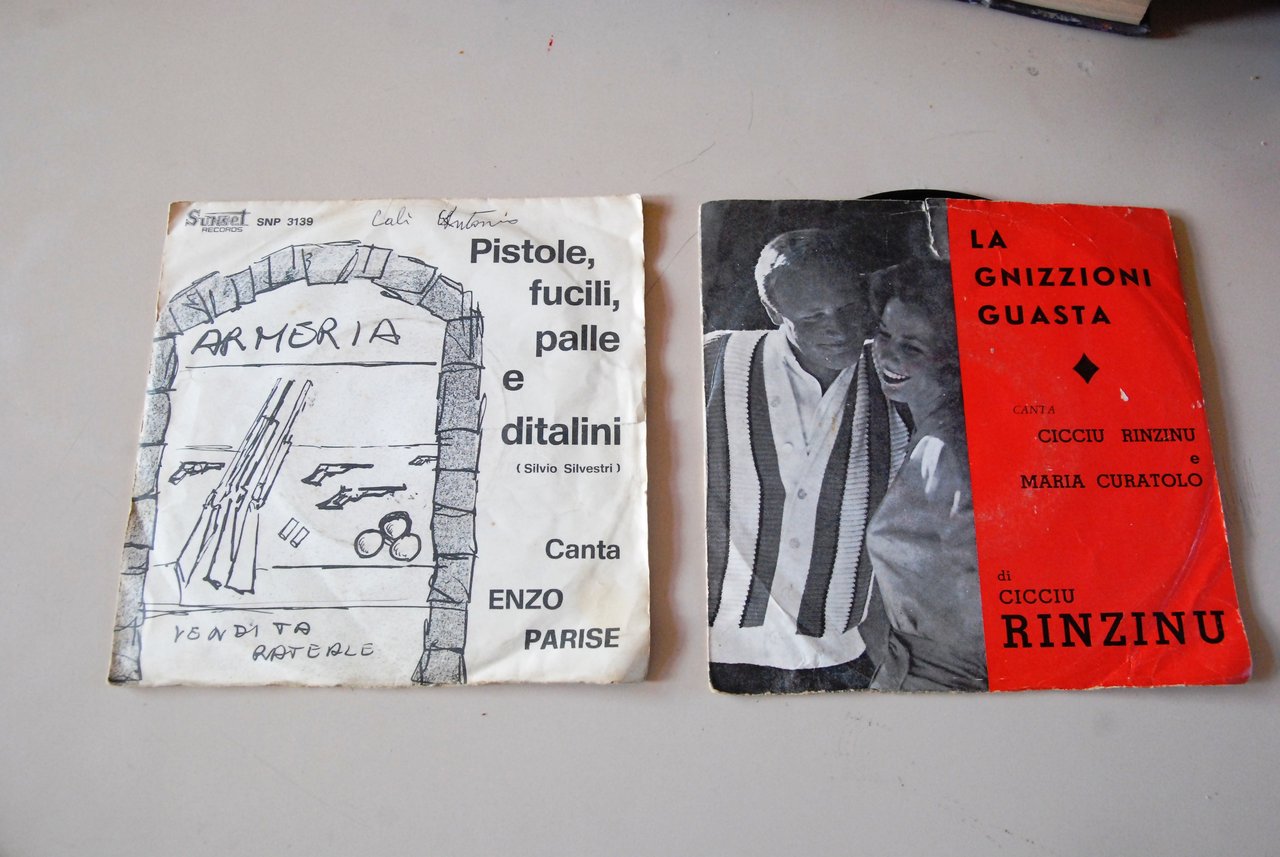 Sunset
RECORDS
SNP 3139
Calì Antonio
Pistole,
fucili,
palle
e
ditalini
( Silvio Silvestri )
ARMERIA
VENDITA
RATEALE
Canta
ENZO
PARISE
LA
GNIZZIONI
GUASTA
CANTA
CICCIU RINZINU
e
MARIA CURATOLO
di
CICCIU
RINZINU